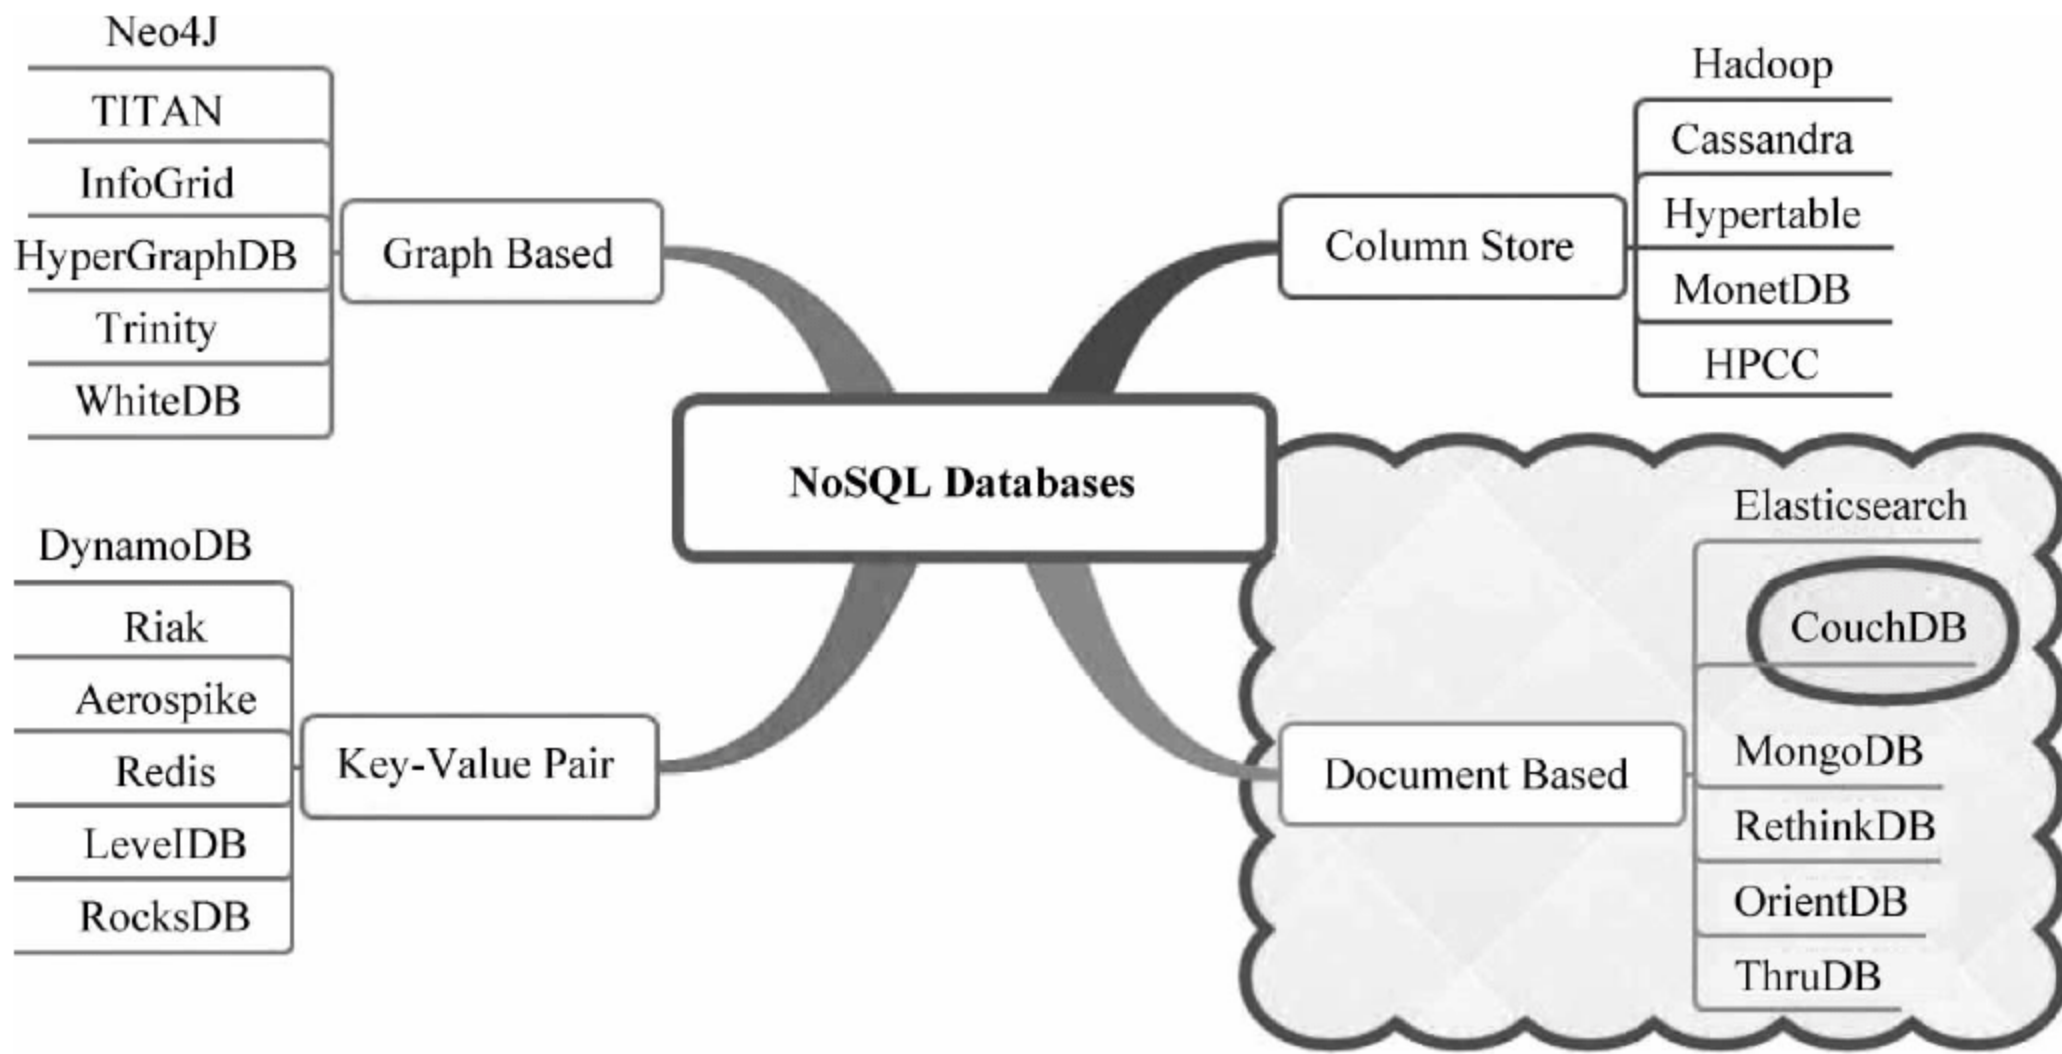 Neo4J
TITAN
InfoGrid
HyperGraphDB
Trinity
WhiteDB
Graph Based
Hadoop
Cassandra
Hypertable
MonetDB
HPCC
Column Store
NoSQL Databases
DynamoDB
Riak
Aerospike
Redis
LevelDB
RocksDB
Key-Value Pair
Elasticsearch
CouchDB
MongoDB
RethinkDB
OrientDB
ThruDB
Document Based